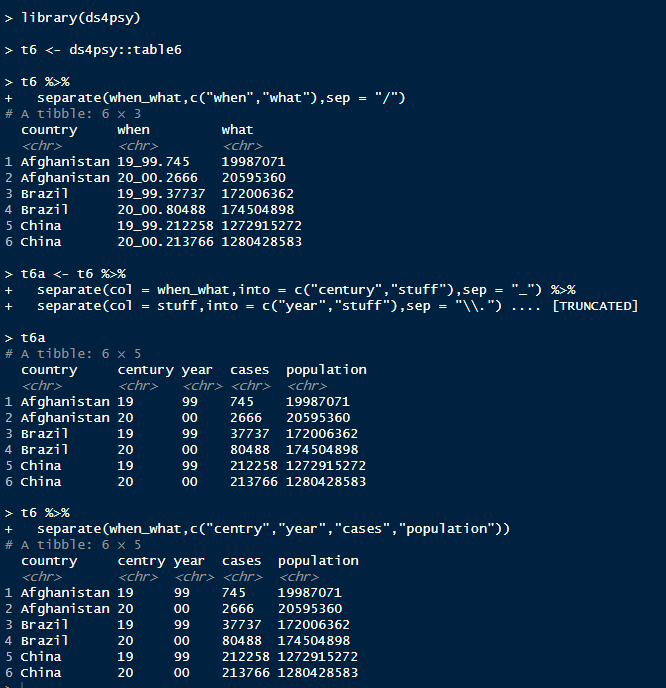 > library(ds4psy)
> t6 <- ds4psy::table6
> t6 %>%
+   separate(when_what,c("when","what"),sep = "/")
# A tibble: 6 × 3
  country     when            what
  <chr>       <chr>           <chr>
1 Afghanistan 19_99.745       19987071
2 Afghanistan 20_00.2666      20595360
3 Brazil      19_99.37737     172006362
4 Brazil      20_00.80488     174504898
5 China       19_99.212258 1272915272
6 China       20_00.213766 1280428583
> t6a <- t6 %>%
+   separate(col = when_what,into = c("century","stuff"),sep = "_") %>%
+   separate(col = stuff,into = c("year","stuff"),sep = "\\.") .... [TRUNCATED]
> t6a
# A tibble: 6 × 5
  country     century year  cases  population
  <chr>       <chr>   <chr> <chr>  <chr>
1 Afghanistan 19      99    745    19987071
2 Afghanistan 20      00    2666   20595360
3 Brazil      19      99    37737  172006362
4 Brazil      20      00    80488  174504898
5 China       19      99    212258 1272915272
6 China       20      00    213766 1280428583
> t6 %>%
+   separate(when_what,c("centry","year","cases","population"))
# A tibble: 6 × 5
  country     centry year  cases  population
  <chr>       <chr>  <chr> <chr>  <chr>
1 Afghanistan 19     99    745    19987071
2 Afghanistan 20     00    2666   20595360
3 Brazil      19     99    37737  172006362
4 Brazil      20     00    80488  174504898
5 China       19     99    212258 1272915272
6 China       20     00    213766 1280428583